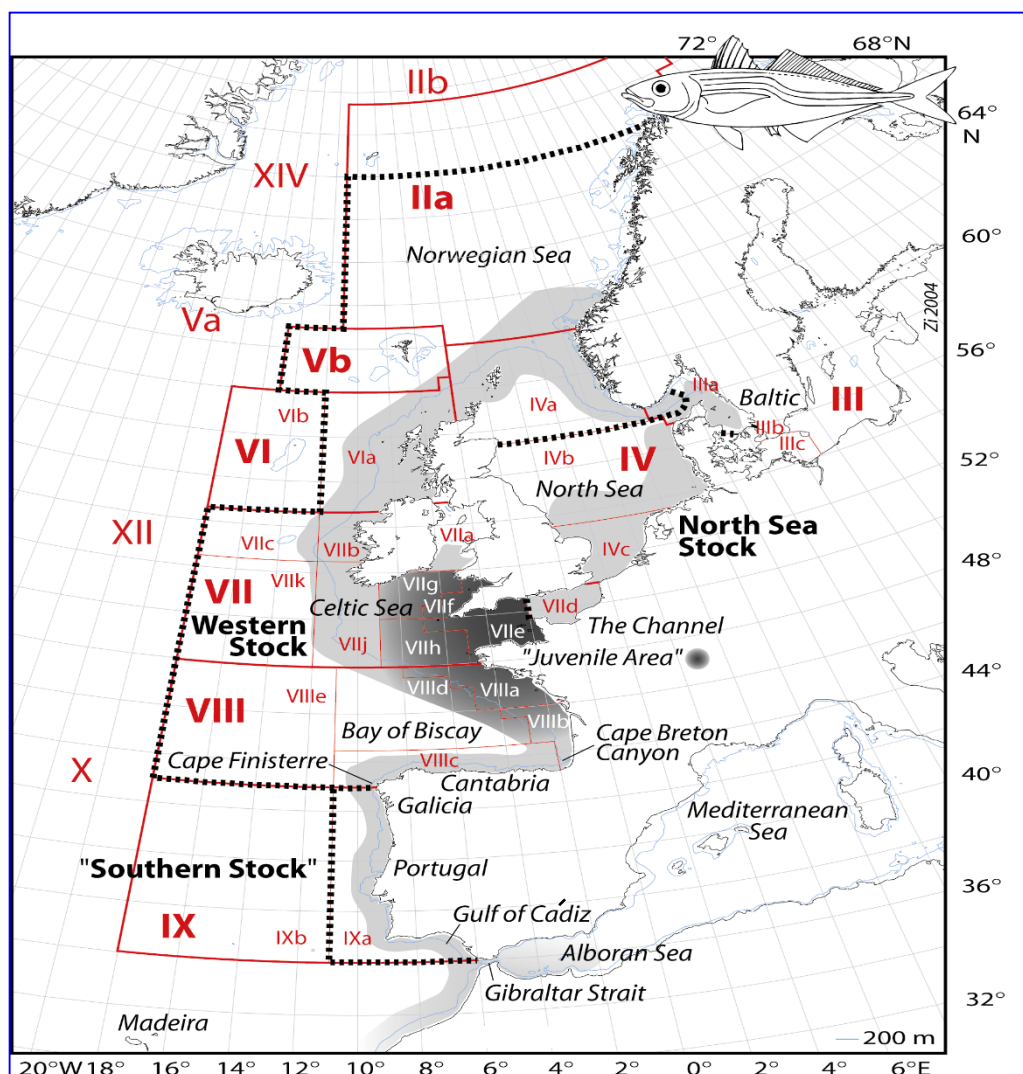 72° 68°N
64°
N
IIb
XIV
IIa
Norwegian Sea
60°
Zi 2004
Va
56°
Vb
IIIa
Baltic
III
VIb
IVa
IIIb
IIIc
VI
VIa
IVb
IV
52°
North Sea
XII
North Sea
Stock
VIIc
VIIb
VIIa
IVc
48°
VII
VIIk
VIIg
Celtic Sea
VIIf
VIId
Western
Stock
VIIj
VIIh
VIIe
The Channel
"Juvenile Area"
44°
VIII
VIIIe
VIIId
VIIIa
VIIIb
Bay of Biscay
Cape Breton
Canyon
X
Cape Finisterre
VIIIc
Cantabria
40°
Galicia
Mediterranean
Sea
"Southern Stock"
Portugal
36°
Gulf of Cádiz
IX
IXb
IXa
Alboran Sea
Gibraltar Strait
32°
Madeira
200 m
20°W 18° 16° 14° 12° 10° 8° 6° 4° 2° 0° 2° 4° 6°E